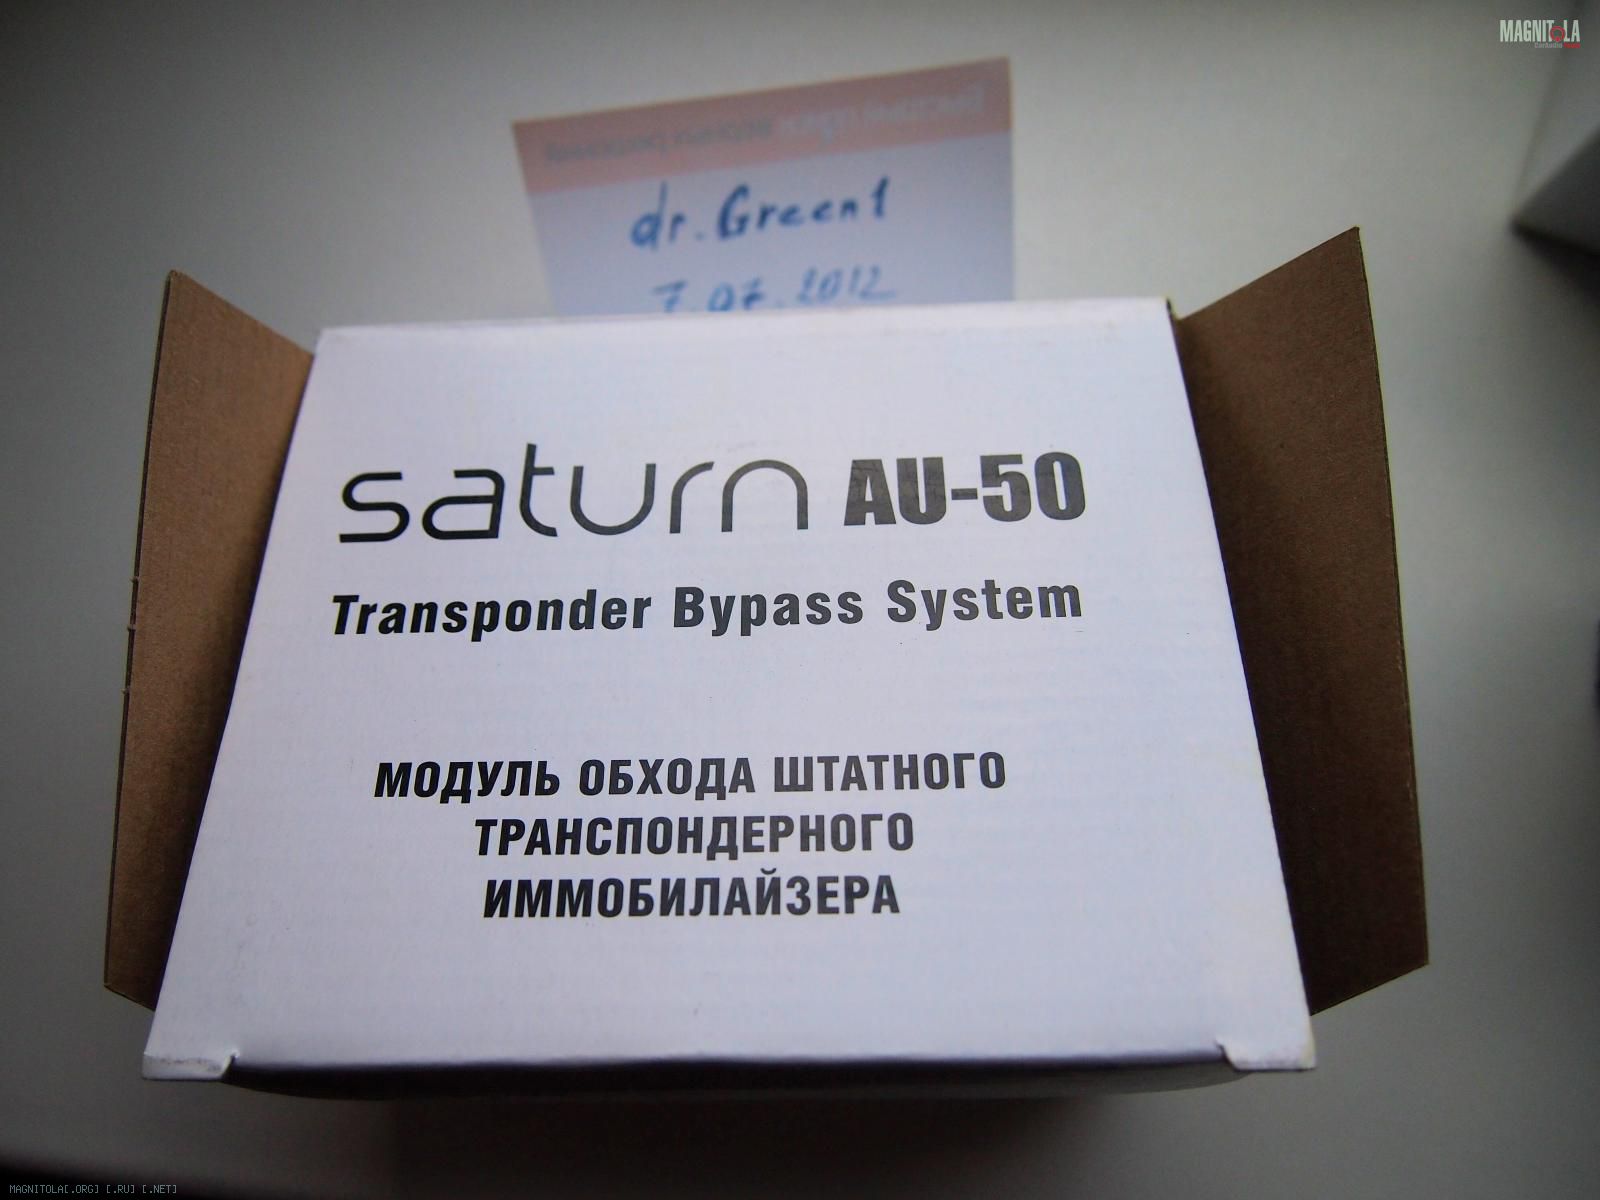 MAGNITOLA
dr. Green1
7.07.2012
saturn AU-50
Transponder Bypass System
МОДУЛЬ ОБХОДА ШТАТНОГО
ТРАНСПОНДЕРНОГО
ИММОБИЛАЙЗЕРА
MAGNITOLA[.ORG] [.RU] [.NET]